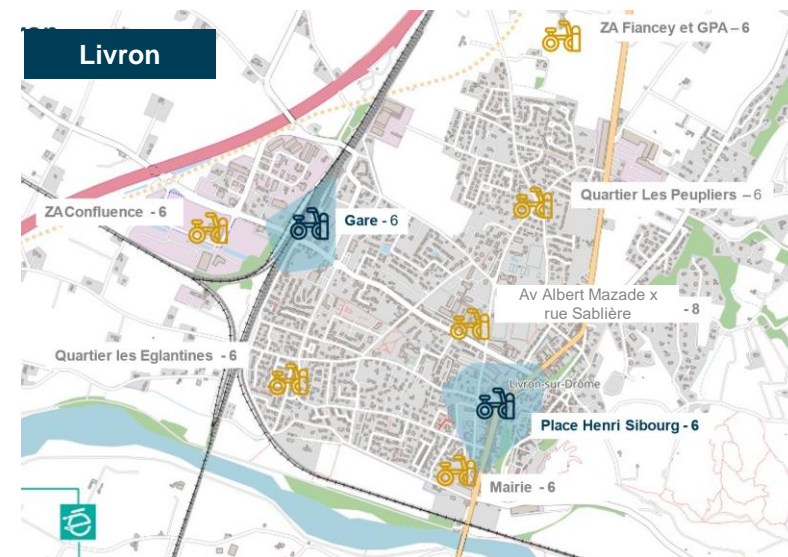 Livron
ZA Fiancey et GPA – 6
Quartier Les Peupliers – 6
ZAConfluence - 6
Gare - 6
Av Albert Mazade x
rue Sablière
- 8
Quartier les Eglantines - 6
Livron-sur-Drôme
Place Henri Sibourg - 6
Mairie - 6